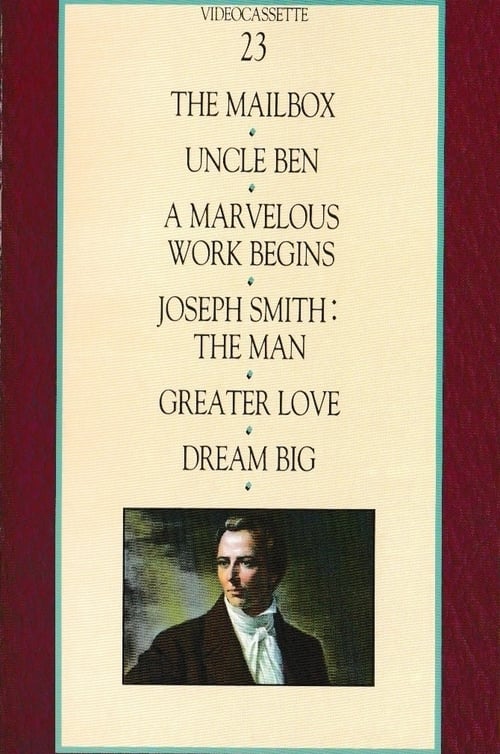 VIDEOCASSETTE
23
THE MAILBOX
UNCLE BEN
A MARVELOUS
WORK BEGINS
JOSEPH SMITH:
THE MAN
GREATER LOVE
DREAM BIG